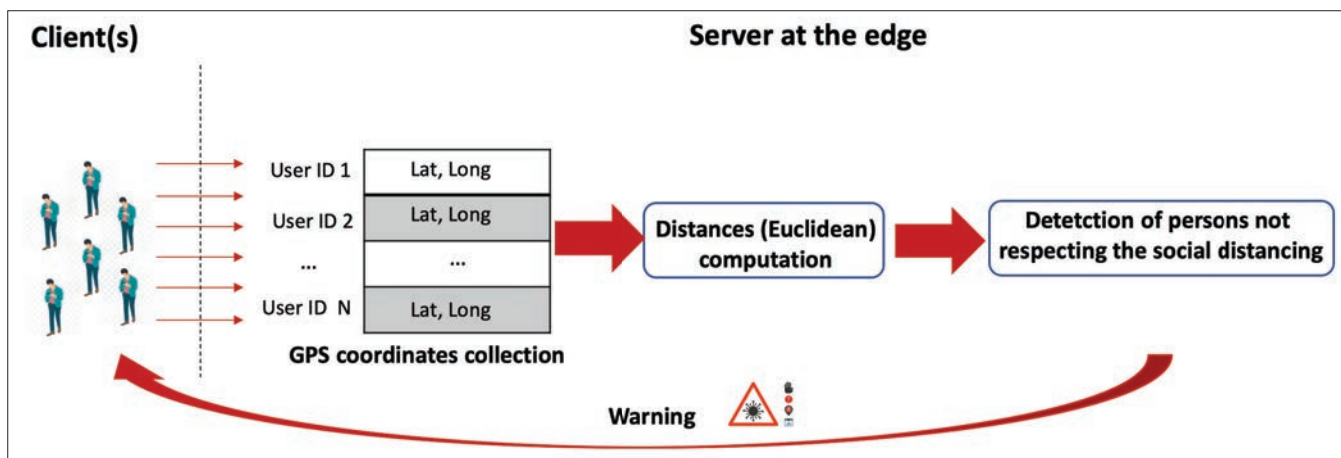 Client(s)
Server at the edge
User ID 1
Lat, Long
User ID 2
Lat, Long
...
...
User ID N
Lat, Long
GPS coordinates collection
Distances (Euclidean)
computation
Detetction of persons not
respecting the social distancing
Warning